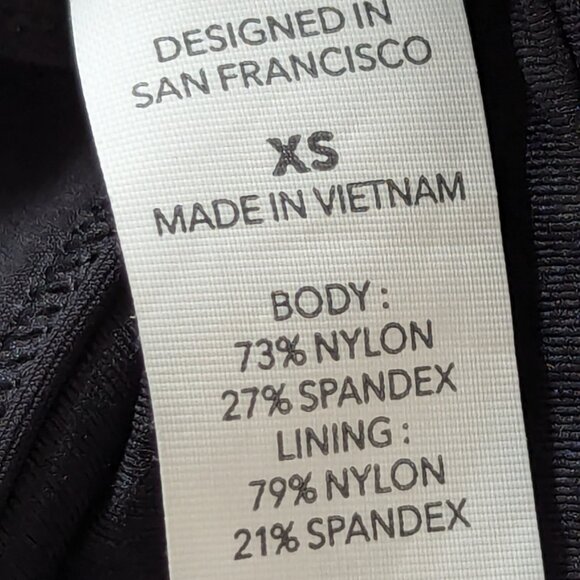 DESIGNED IN
SAN FRANCISCO
XS
MADE IN VIETNAM
BODY :
73% NYLON
27% SPANDEX
LINING :
79% NYLON
21% SPANDEX